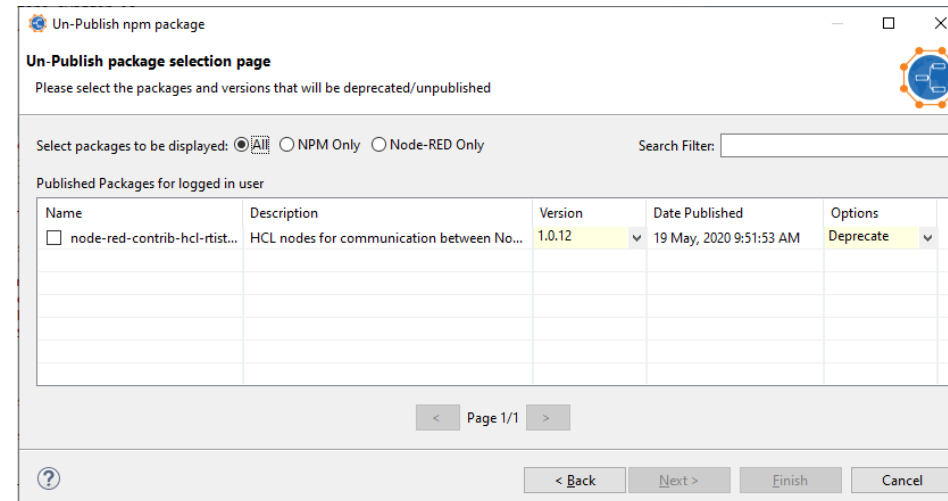 Un-Publish npm package
Un-Publish package selection page
Please select the packages and versions that will be deprecated/unpublished
Select packages to be displayed: All NPM Only Node-RED Only Search Filter:
Published Packages for logged in user
Name Description Version Date Published Options
node-red-contrib-hcl-rtist... HCL nodes for communication between No... 1.0.12 19 May, 2020 9:51:53 AM Deprecate
< Page 1/1 >
< Back Next > Finish Cancel